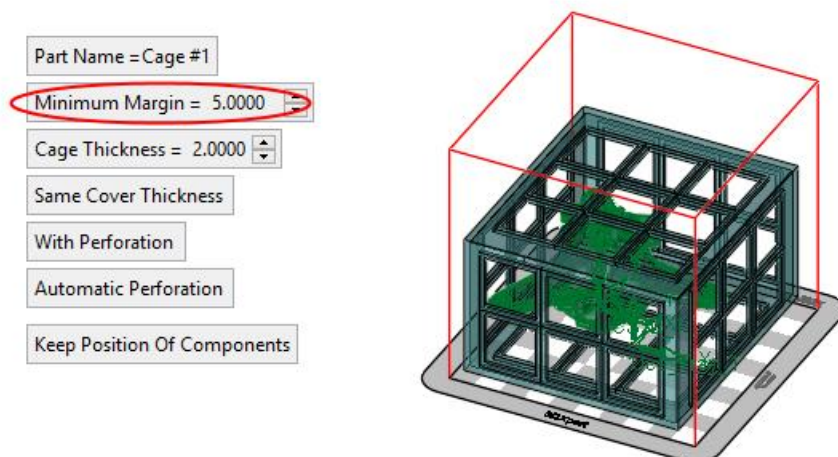 Part Name =Cage #1
Minimum Margin = 5.0000
Cage Thickness = 2.0000
Same Cover Thickness
With Perforation
Automatic Perforation
Keep Position Of Components